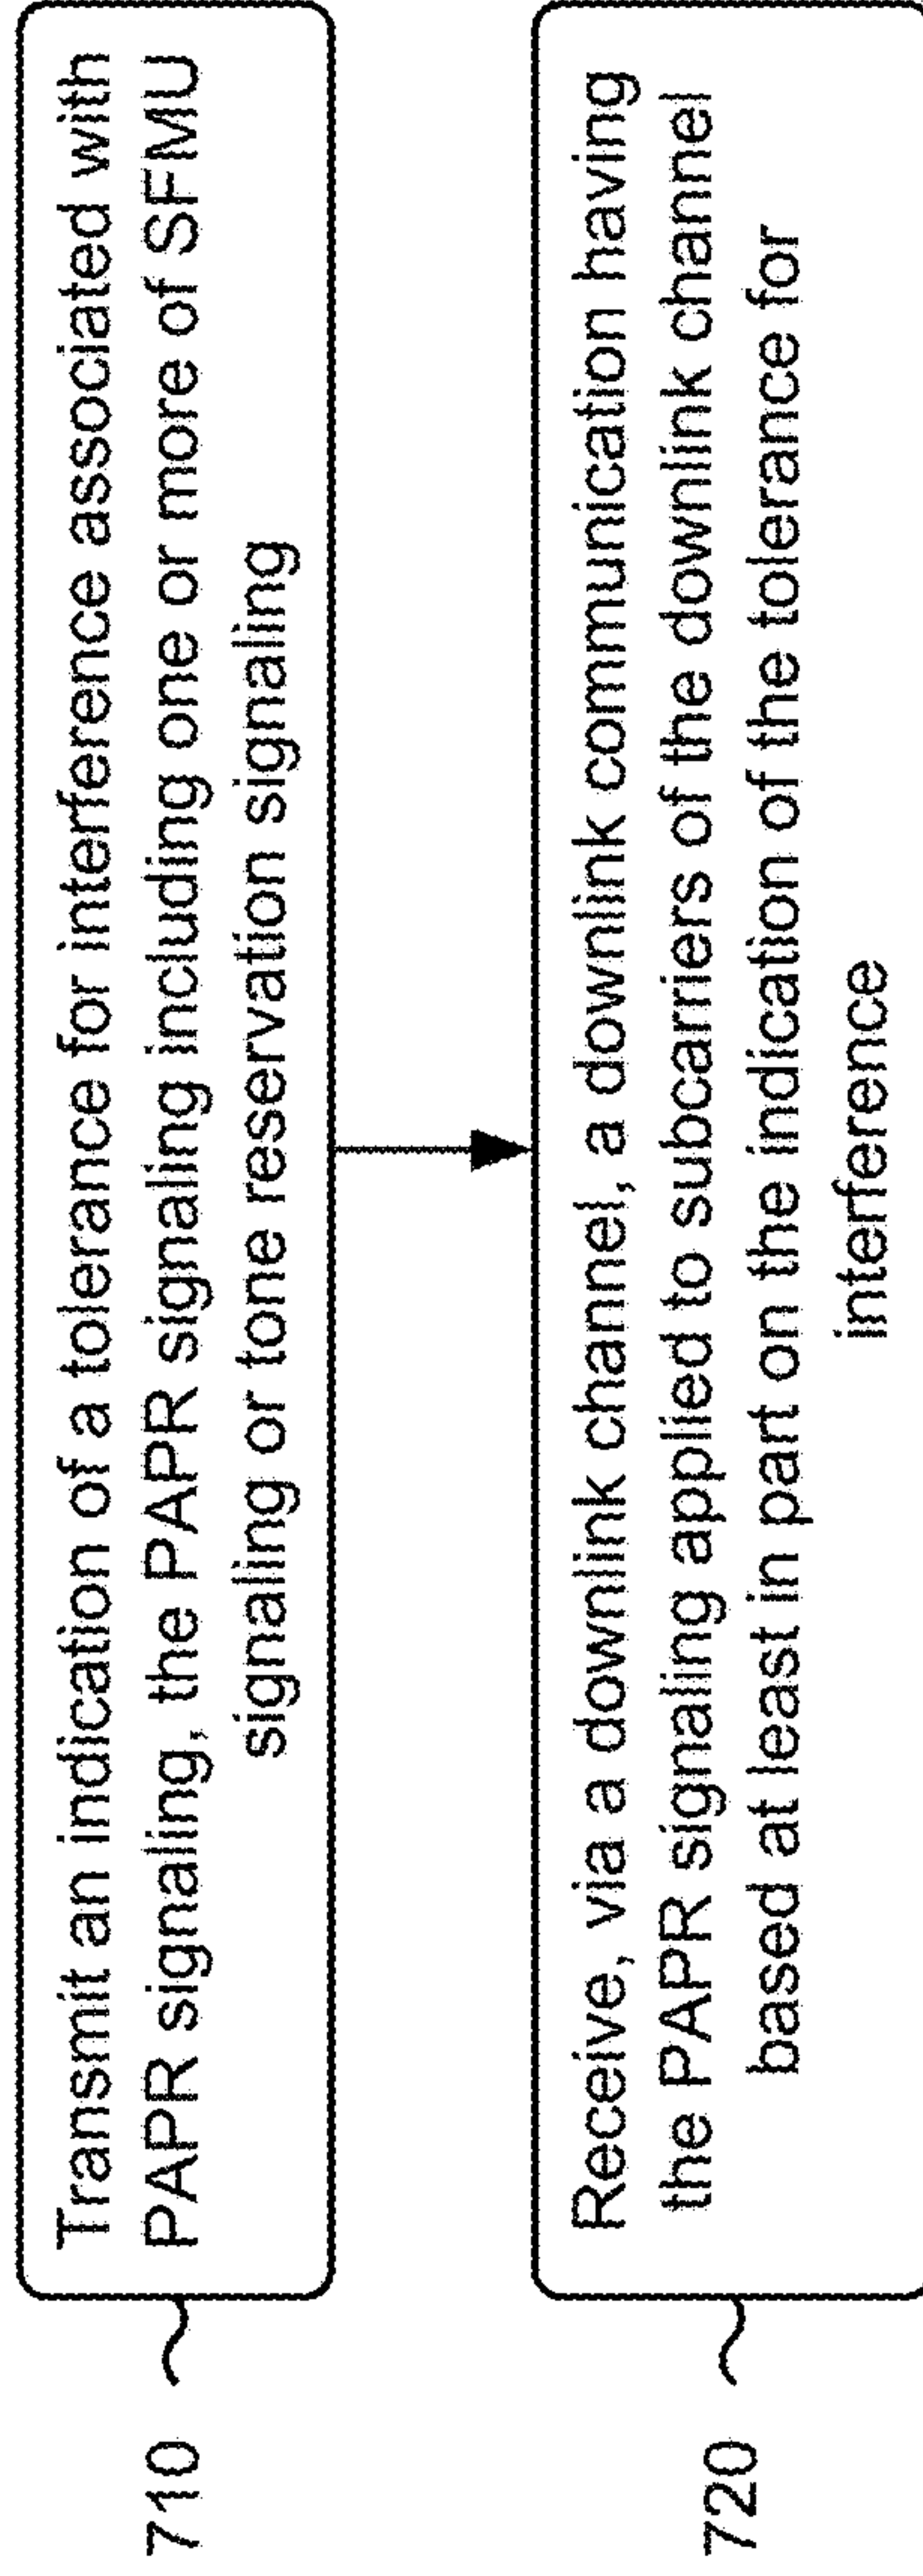 710
Transmit an indication of a tolerance for interference associated with
PAPR signaling, the PAPR signaling including one or more of SFMU
signaling or tone reservation signaling
720
Receive, via a downlink channel, a downlink communication having
the PAPR signaling applied to subcarriers of the downlink channel
based at least in part on the indication of the tolerance for
interference